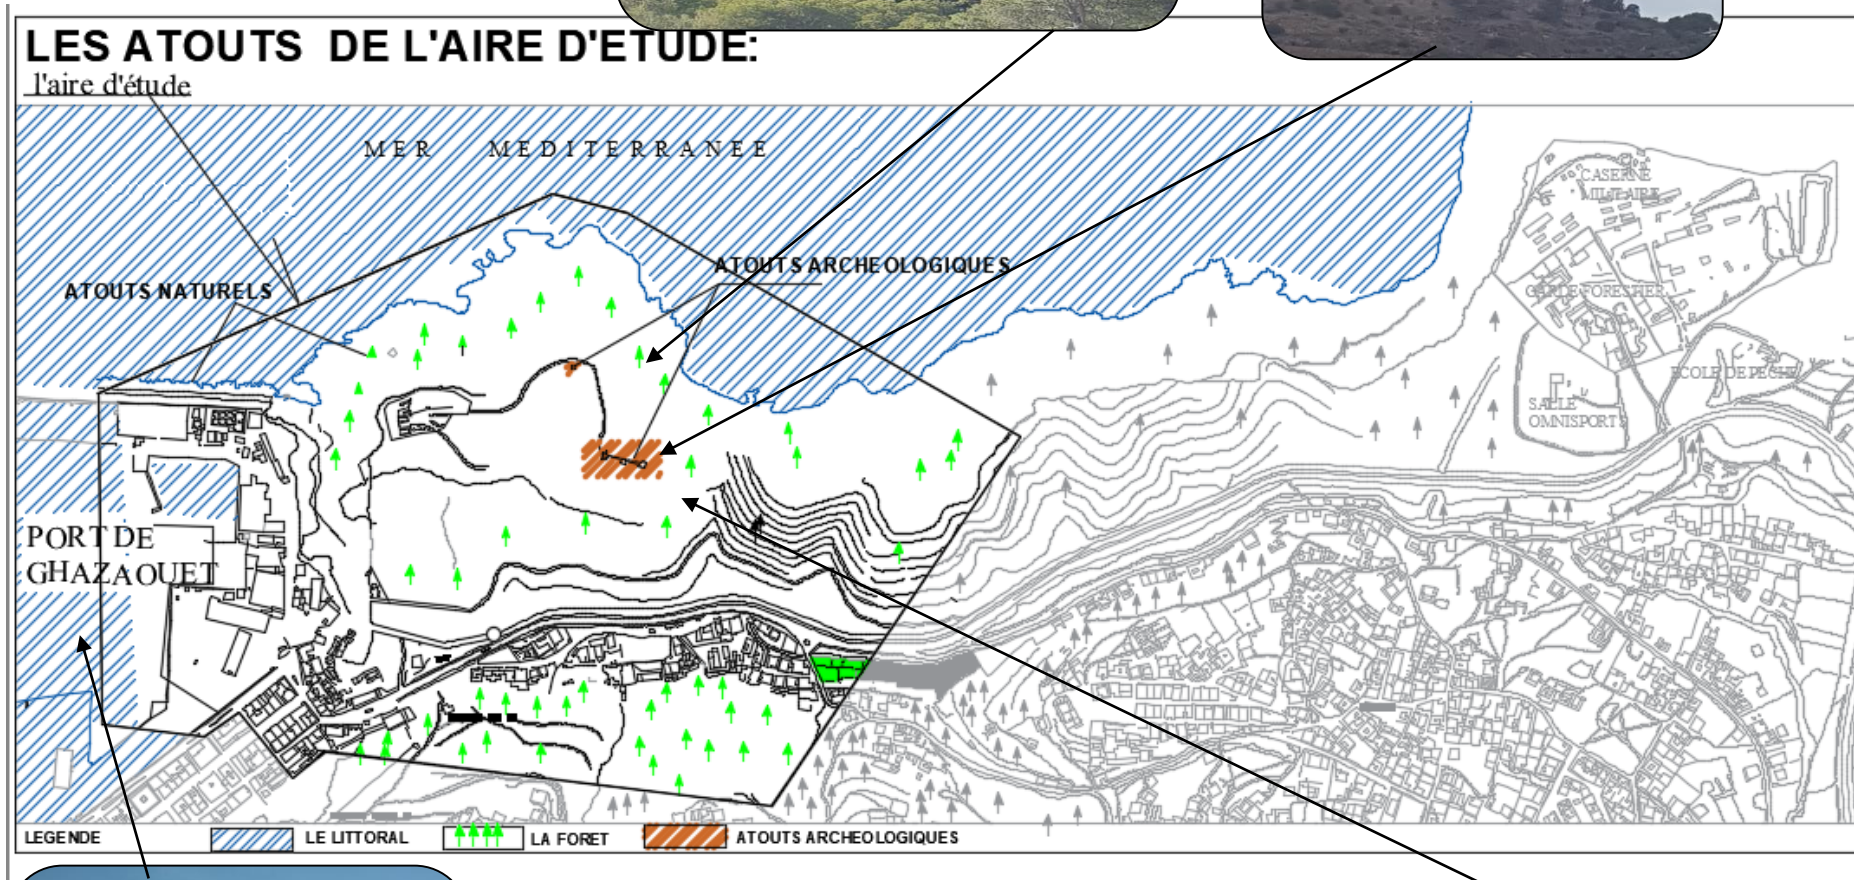 LES ATOUTS DE L'AIRE D'ETUDE:
l'aire d'étude
MER MEDITERRANEE
CASERNE
MILITAIRE
ATOUTS ARCHEOLOGIQUES
ATOUTS NATURELS
GARDE FORESTIER
ECOLE DE PECHE
SALLE
OMNISPORTS
PORT DE
GHAZAOUET
LEGENDE
LE LITTORAL
LA FORET
ATOUTS ARCHEOLOGIQUES